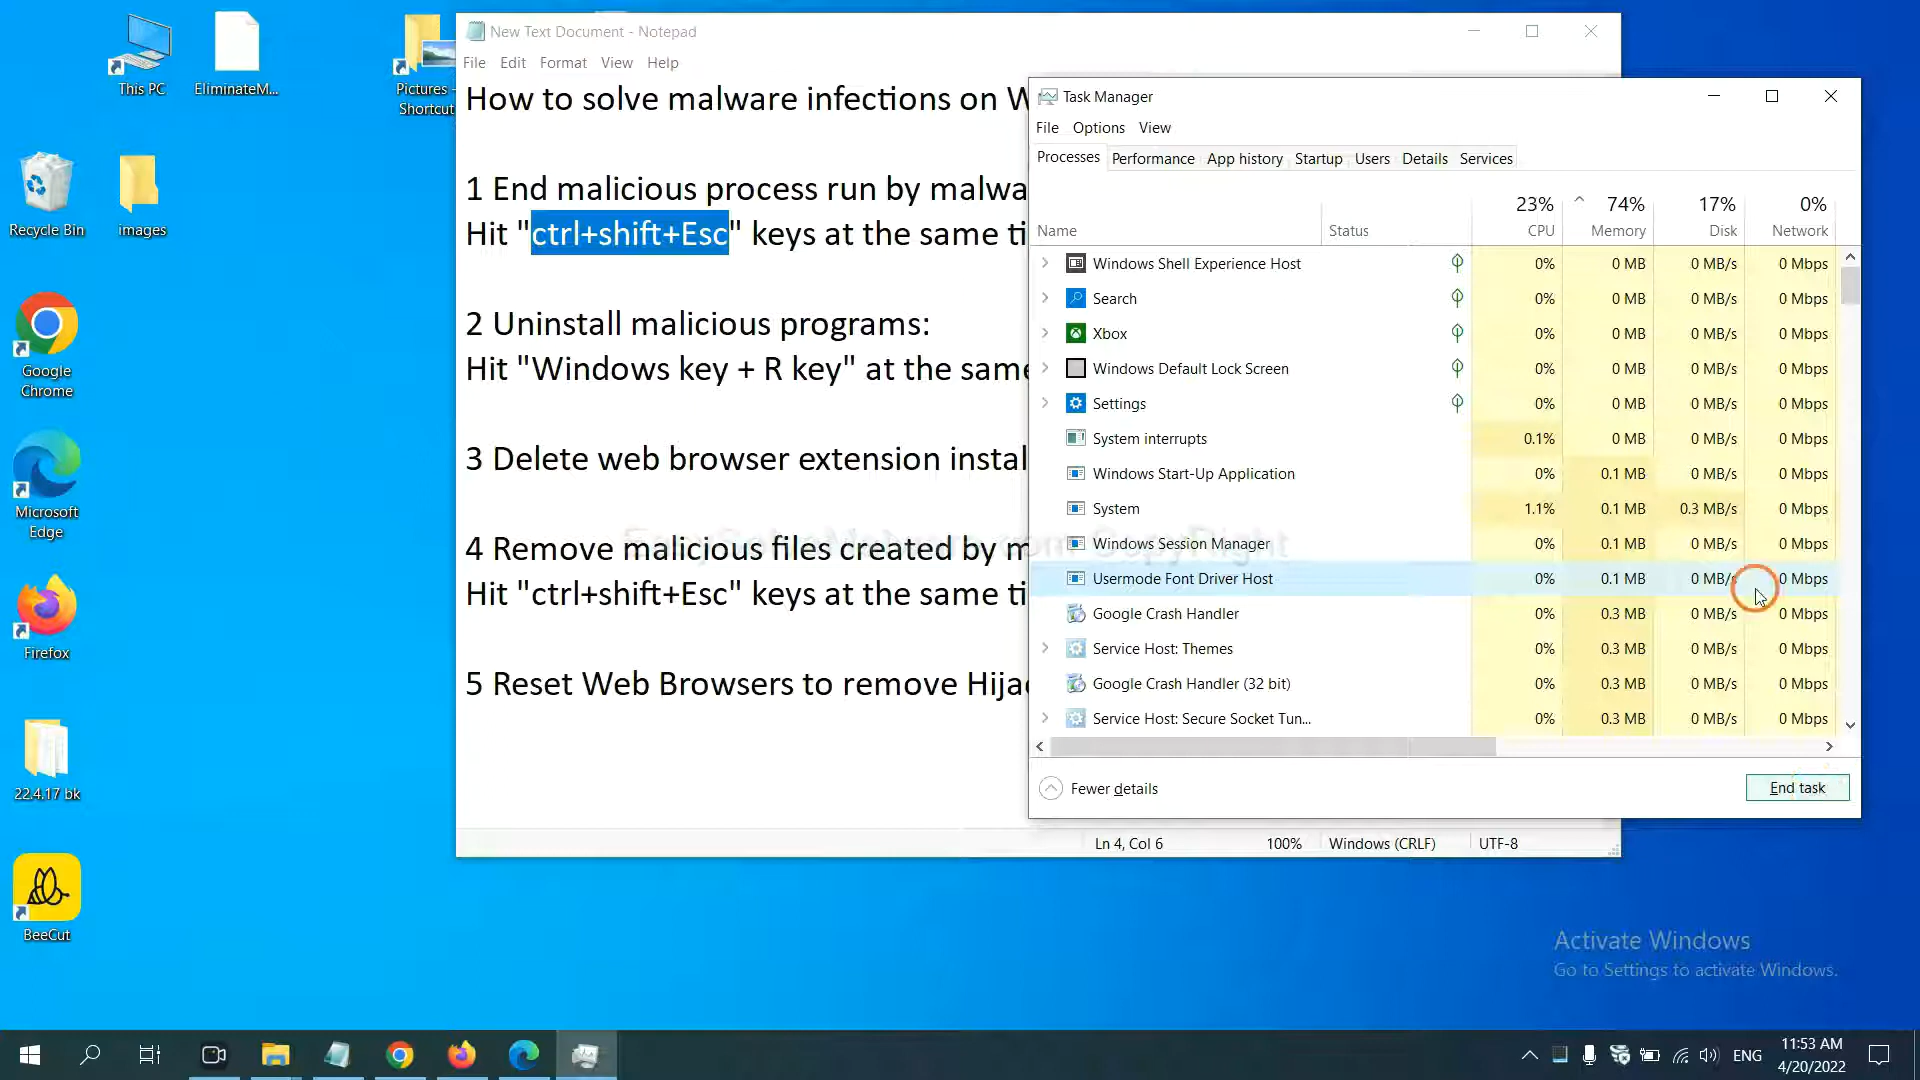 This PC
EliminateM...
Pictures -
Shortcut
Recycle Bin
images
Google
Chrome
Microsoft
Edge
Firefox
22.4.17 bk
BeeCut
New Text Document - Notepad
File Edit Format View Help
How to solve malware infections on W
1 End malicious process run by malwa
Hit "ctrl+shift+Esc" keys at the same ti
2 Uninstall malicious programs:
Hit "Windows key + R key" at the same
3 Delete web browser extension instal
4 Remove malicious files created by m
Hit "ctrl+shift+Esc" keys at the same ti
5 Reset Web Browsers to remove Hijac
Ln 4, Col 6 100% Windows (CRLF) UTF-8
Task Manager
File Options View
Processes Performance App history Startup Users Details Services
23% 74% 17% 0%
Name Status CPU Memory Disk Network
Windows Shell Experience Host 0% 0 MB 0 MB/s 0 Mbps
Search 0% 0 MB 0 MB/s 0 Mbps
Xbox 0% 0 MB 0 MB/s 0 Mbps
Windows Default Lock Screen 0% 0 MB 0 MB/s 0 Mbps
Settings 0% 0 MB 0 MB/s 0 Mbps
System interrupts 0.1% 0 MB 0 MB/s 0 Mbps
Windows Start-Up Application 0% 0.1 MB 0 MB/s 0 Mbps
System 1.1% 0.1 MB 0.3 MB/s 0 Mbps
Windows Session Manager 0% 0.1 MB 0 MB/s 0 Mbps
Usermode Font Driver Host 0% 0.1 MB 0 MB/s 0 Mbps
Google Crash Handler 0% 0.3 MB 0 MB/s 0 Mbps
Service Host: Themes 0% 0.3 MB 0 MB/s 0 Mbps
Google Crash Handler (32 bit) 0% 0.3 MB 0 MB/s 0 Mbps
Service Host: Secure Socket Tun... 0% 0.3 MB 0 MB/s 0 Mbps
Fewer details
End task
CopyRight
Activate Windows
Go to Settings to activate Windows.
ENG
11:53 AM
4/20/2022